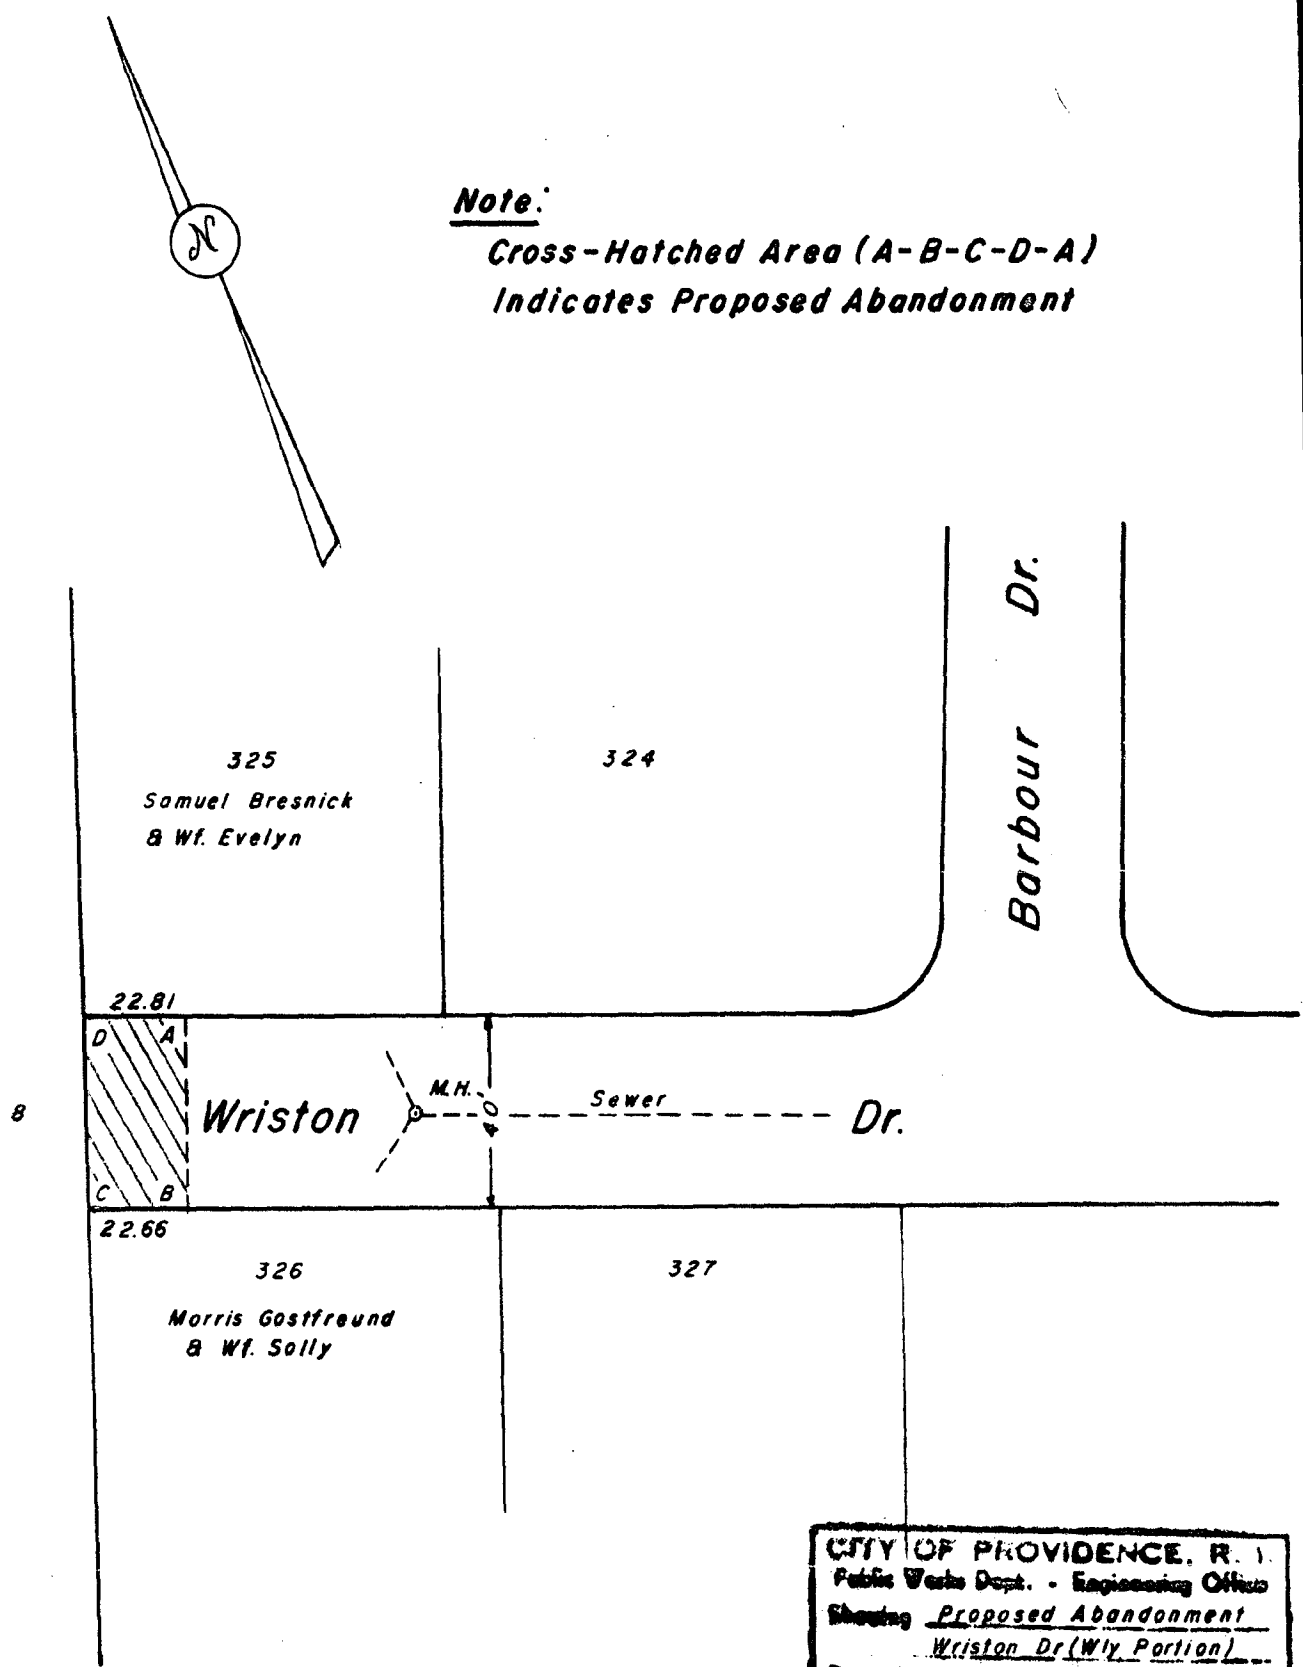 N
Note:
Cross-Hatched Area (A-B-C-D-A)
Indicates Proposed Abandonment
Barbour Dr.
325
Samuel Bresnick
& Wf. Evelyn
324
22.81
D A
8
Wriston
M.H.
40'
Sewer
Dr.
C B
22.66
326
Morris Gostfreund
& Wf. Sally
327
CITY OF PROVIDENCE, R. I.
Public Works Dept. - Engineering Office
Showing Proposed Abandonment
Wriston Dr (Wly Portion)